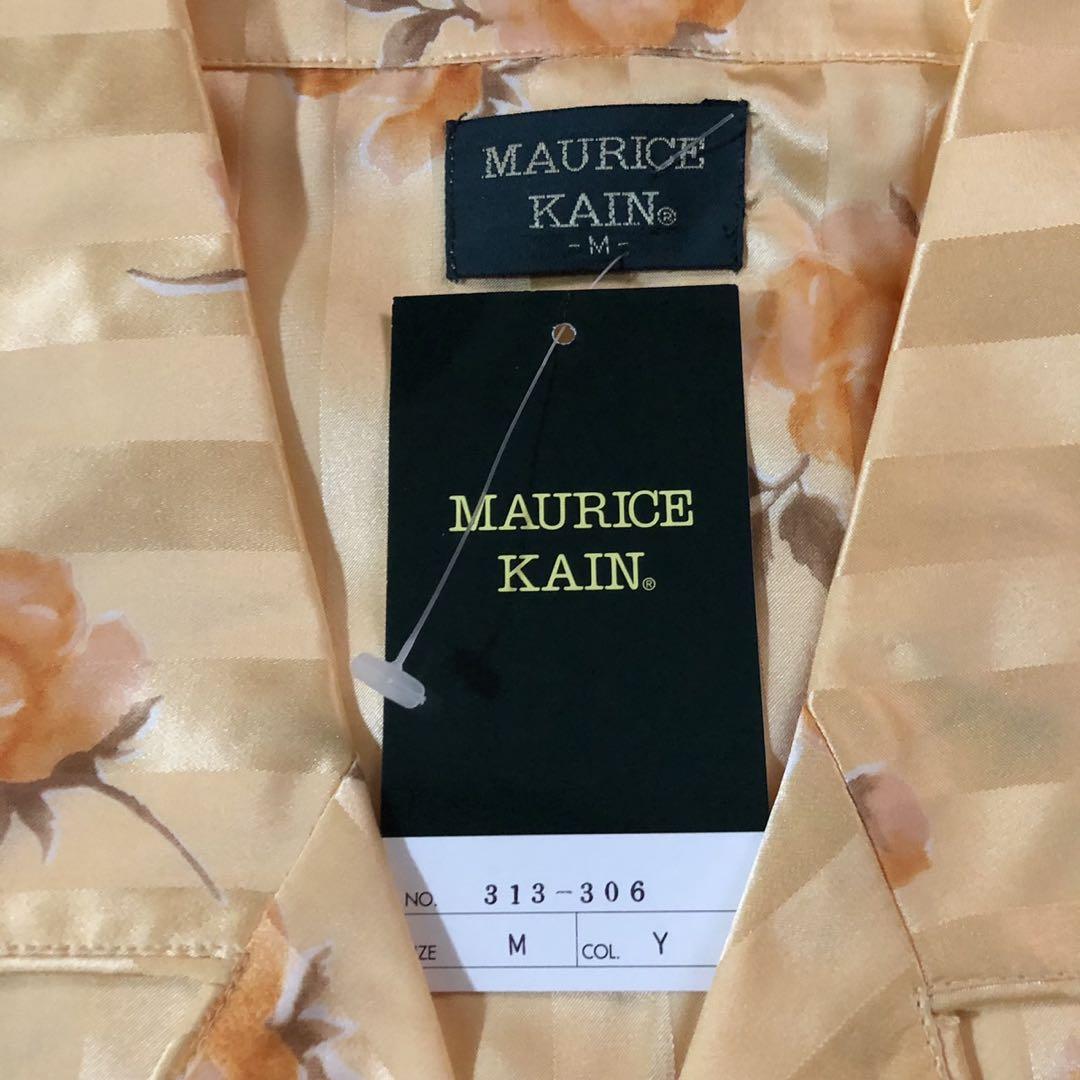 MAURICE
KAIN®
-M-
MAURICE
KAIN®
NO. 313-306
ZE M COL. Y